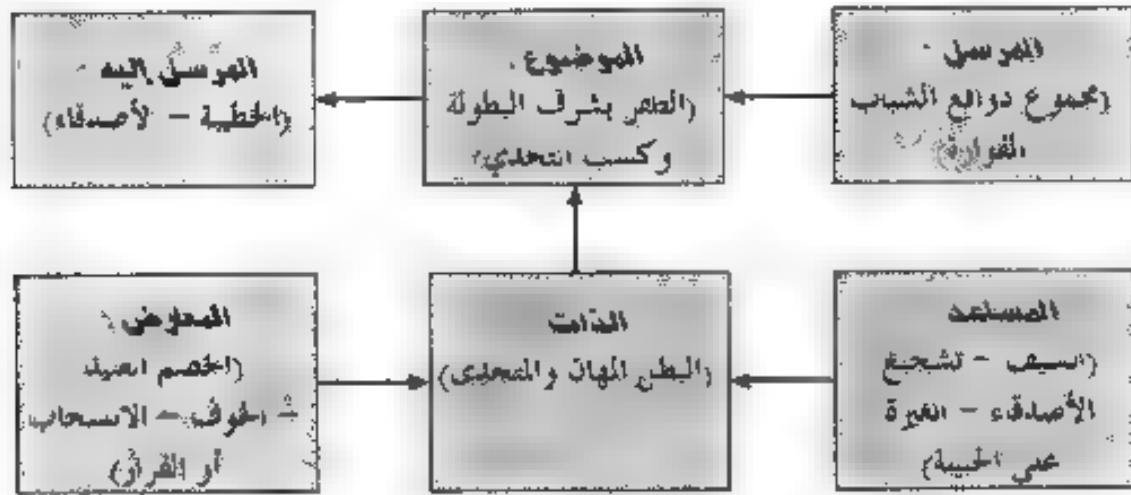 المرسل
(مجموع دوافع الشباب
الفوارة)
الموضوع
(الظفر بشرف البطولة
وكسب التحدي)
المرسل إليه
(الخطيبة – الأصدقاء)
المساعد
(السيف – تشجيع
الأصدقاء – الغيرة
على الحبيبة)
الذات
(البطل المهان والمتحدى)
المعارض
(الخصم العنيد
– الخوف – الانسحاب
أو الفرار)